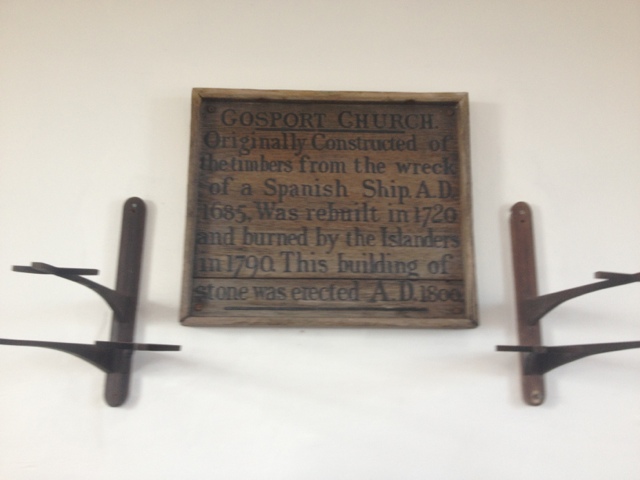 GOSPORT CHURCH.
Originally Constructed of
the timbers from the wreck
of a Spanish Ship, A.D.
1685, Was rebuilt in 1720
and burned by the Islanders
in 1790. This building of
stone was erected A.D. 1800.